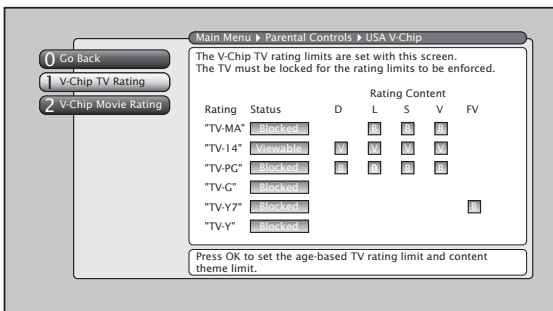 Main Menu ▶ Parental Controls ▶ USA V-Chip
0 Go Back
1 V-Chip TV Rating
2 V-Chip Movie Rating
The V-Chip TV rating limits are set with this screen.
The TV must be locked for the rating limits to be enforced.
Rating Content
Rating Status D L S V FV
"TV-MA" Blocked B B B
"TV-14" Viewable V V V V
"TV-PG" Blocked B B B B
"TV-G" Blocked
"TV-Y7" Blocked B
"TV-Y" Blocked
Press OK to set the age-based TV rating limit and content
theme limit.